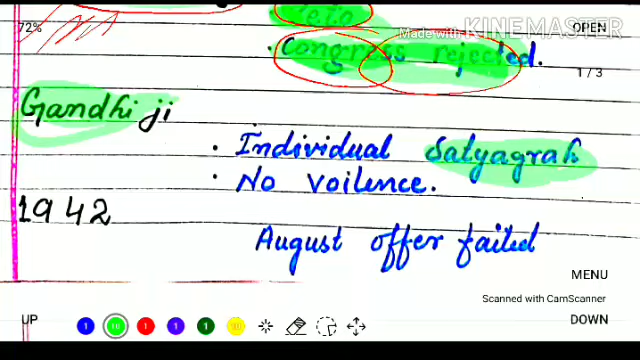 veto
72%
Made with KINEMASTER
OPEN
· Congress rejected.
1 / 3
Gandhi ji
· Individual Satyagrah
· No Voilence.
1942
August offer failed
MENU
Scanned with CamScanner
UP
DOWN